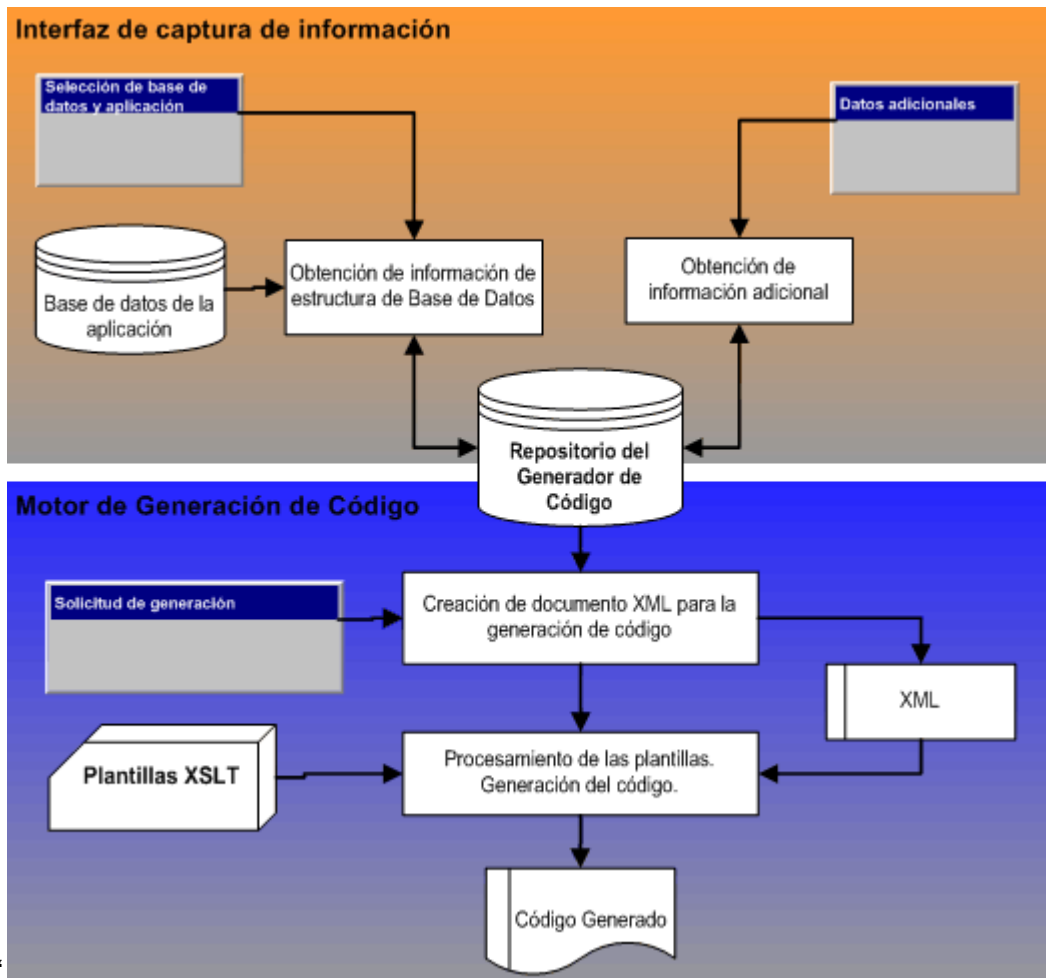 Interfaz de captura de información
Selección de base de
datos y aplicación
Datos adicionales
Base de datos de la
aplicación
Obtención de información de
estructura de Base de Datos
Obtención de
información adicional
Repositorio del
Generador de
Código
Motor de Generación de Código
Solicitud de generación
Creación de documento XML para la
generación de código
XML
Plantillas XSLT
Procesamiento de las plantillas.
Generación del código.
Código Generado